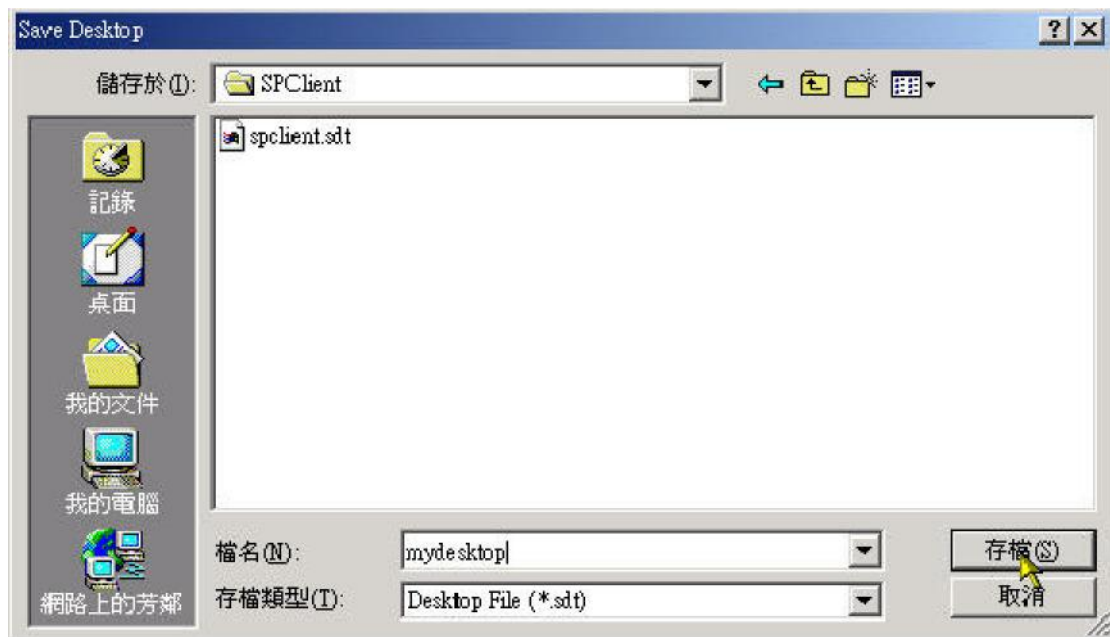 Save Desktop
儲存於(I): SPClient
spclient.sdt
記錄
桌面
我的文件
我的電腦
網路上的芳鄰
檔名(N): mydesktop 存檔(S)
存檔類型(T): Desktop File (*.sdt) 取消